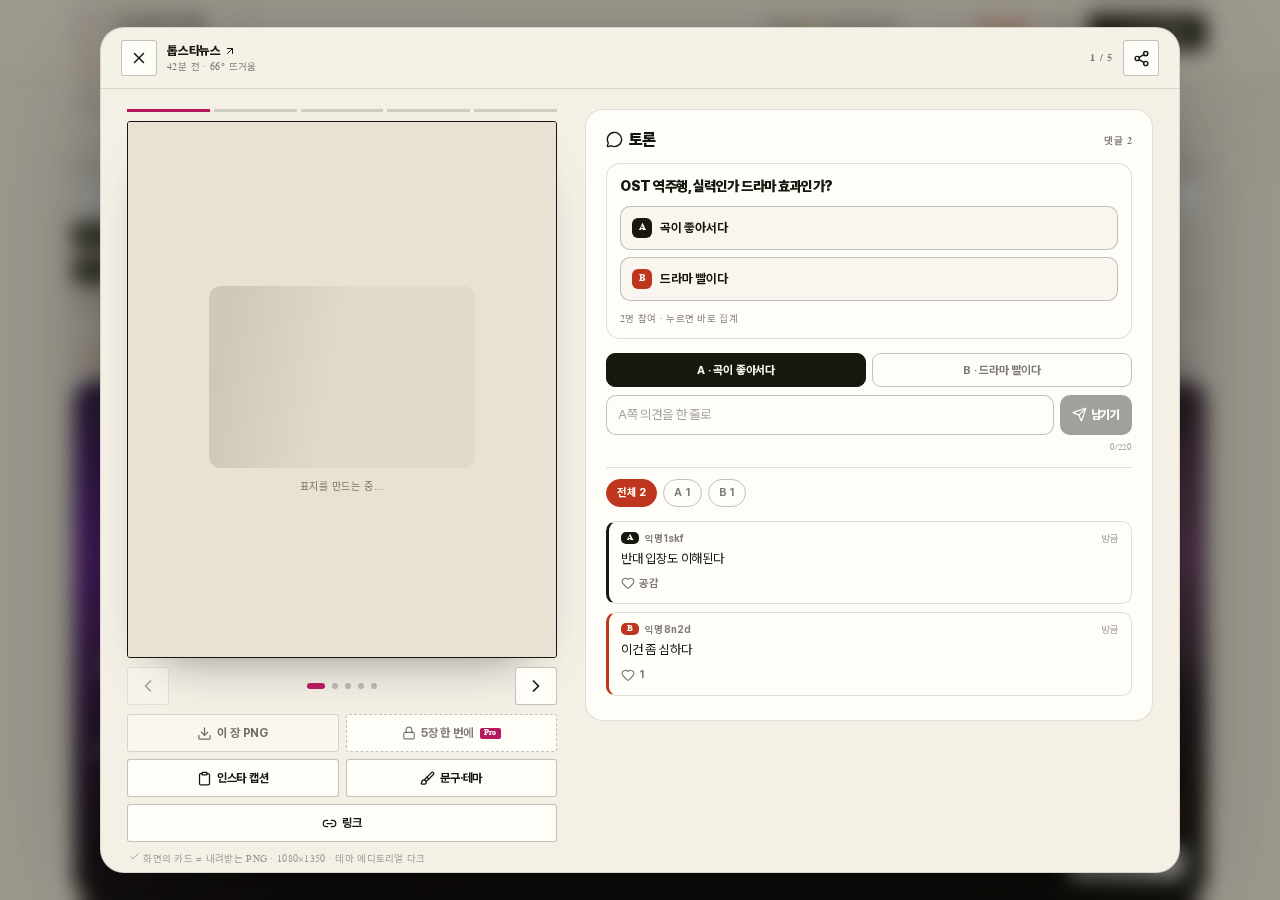 톱스타뉴스
42분 전 · 66° 뜨거움
1 / 5
표지를 만드는 중…
이 장 PNG
5장 한 번에 Pro
인스타 캡션
문구·테마
링크
화면의 카드 = 내려받는 PNG · 1080×1350 · 테마 에디토리얼 다크
토론
댓글 2
OST 역주행, 실력인가 드라마 효과인가?
A 곡이 좋아서다
B 드라마 빨이다
2명 참여 · 누르면 바로 집계
A · 곡이 좋아서다
B · 드라마 빨이다
A쪽 의견을 한 줄로
남기기
0/220
전체 2
A 1
B 1
A 익명1skf
방금
반대 입장도 이해된다
공감
B 익명8n2d
방금
이건 좀 심하다
1